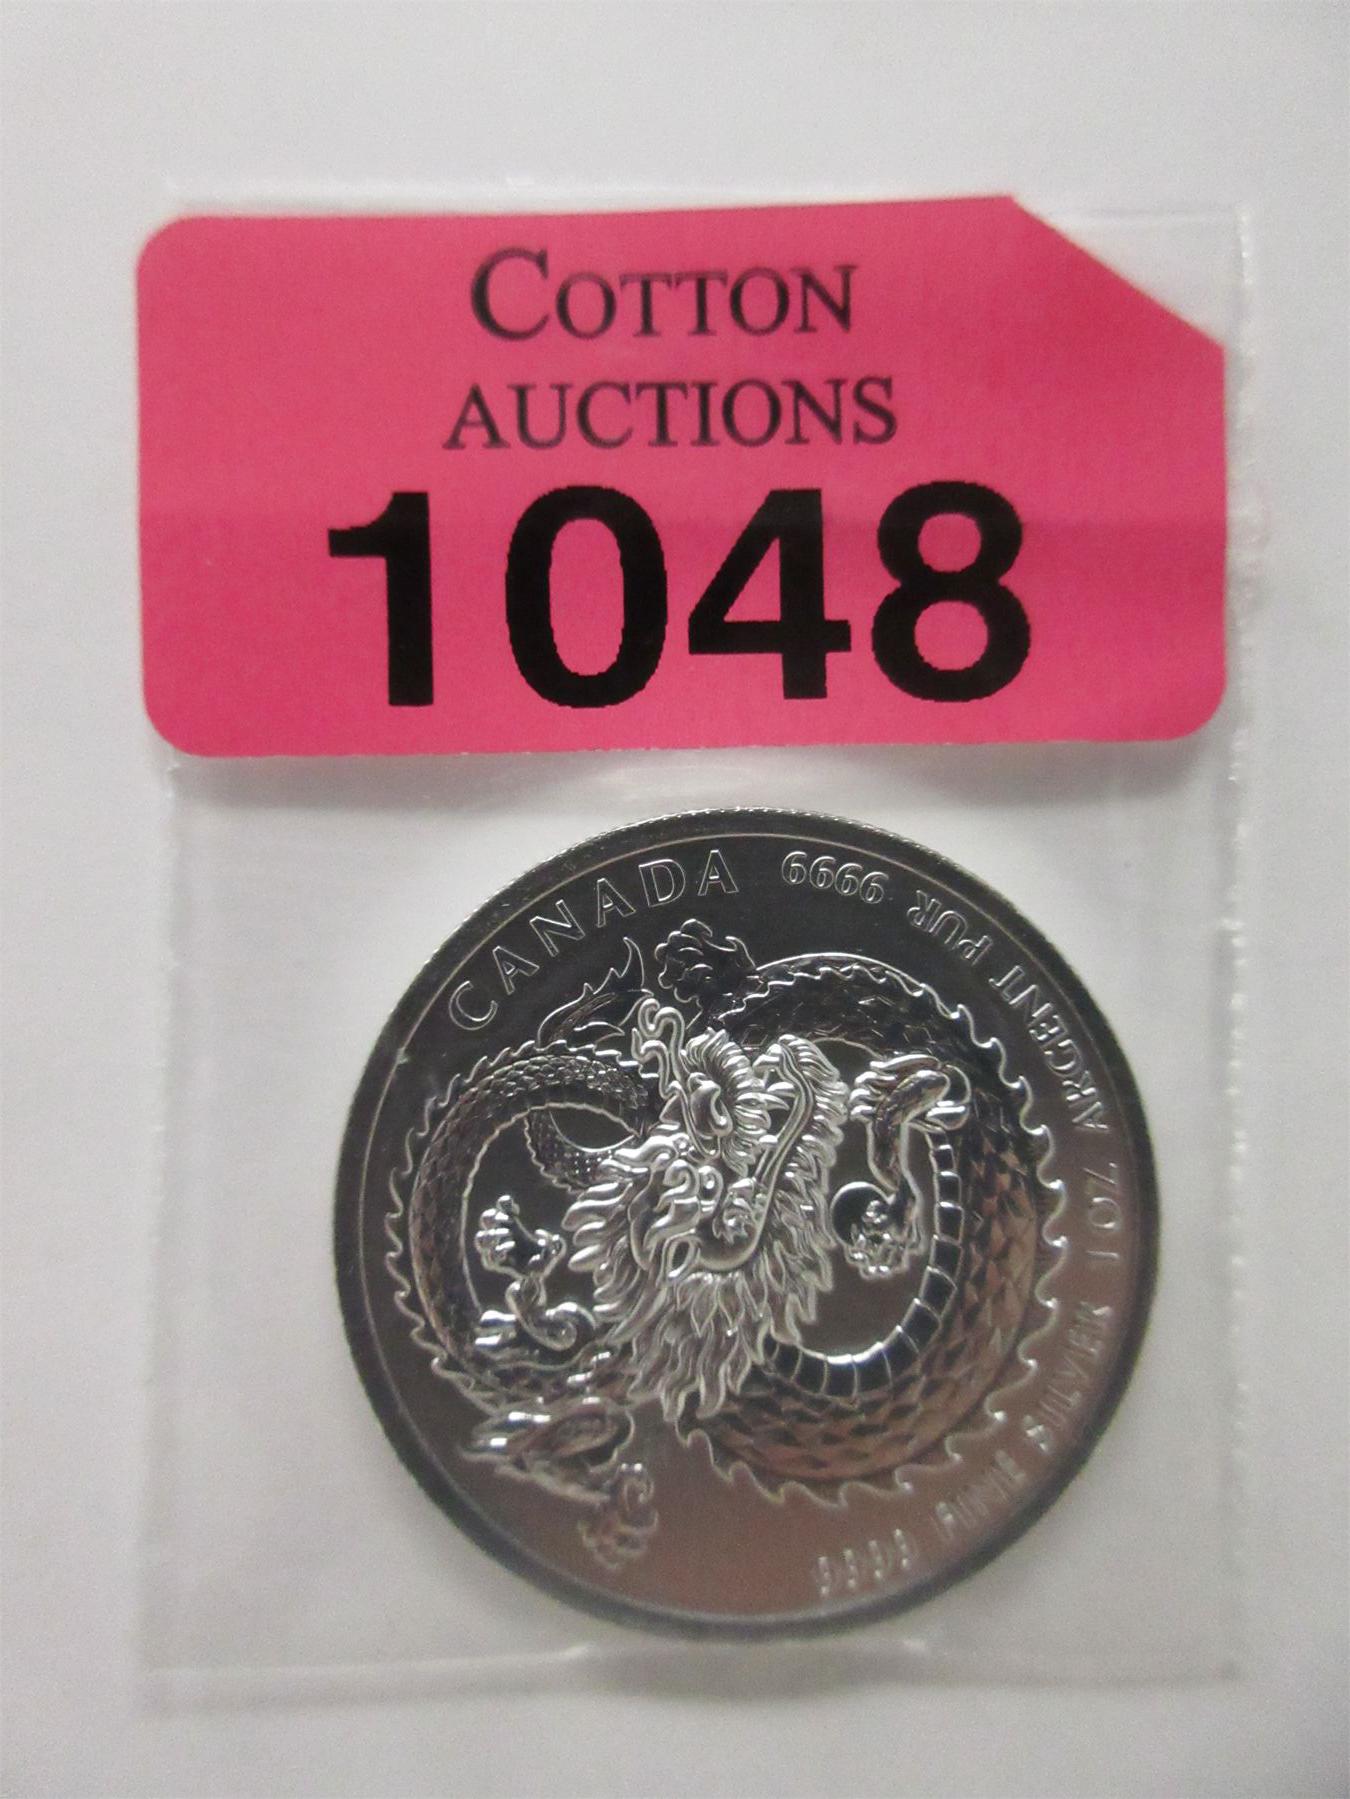 COTTON
AUCTIONS
1048
CANADA
9999 FINE SILVER 1 OZ ARGENT PUR 9999